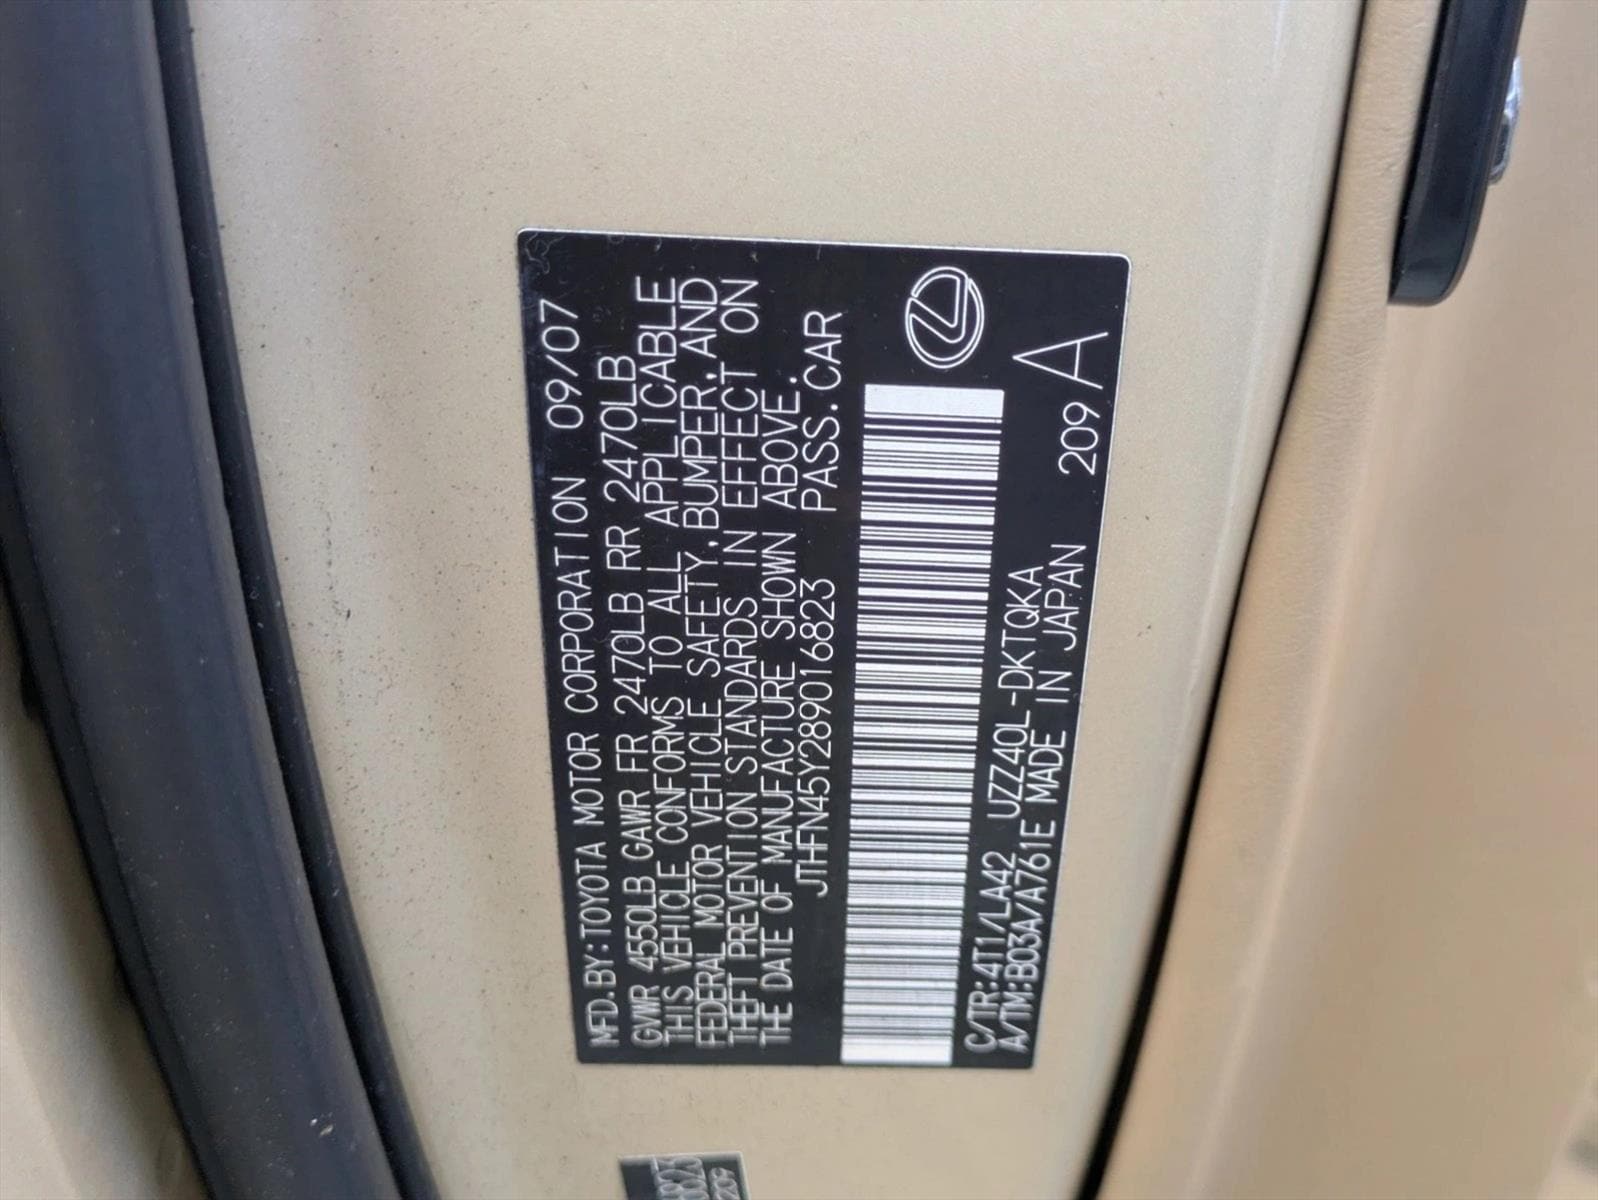 MFD.BY:TOYOTA MOTOR CORPORATION 09/07
GVWR 4550LB GAWR FR 2470LB RR 2470LB
THIS VEHICLE CONFORMS TO ALL APPLICABLE
FEDERAL MOTOR VEHICLE SAFETY,BUMPER,AND
THEFT PREVENTION STANDARDS IN EFFECT ON
THE DATE OF MANUFACTURE SHOWN ABOVE.
JTHFN45Y289016823 PASS.CAR
C/TR:4T1/LA42 UZZ40L-DKTQKA
A/TM:B03A/A761E MADE IN JAPAN 209 A